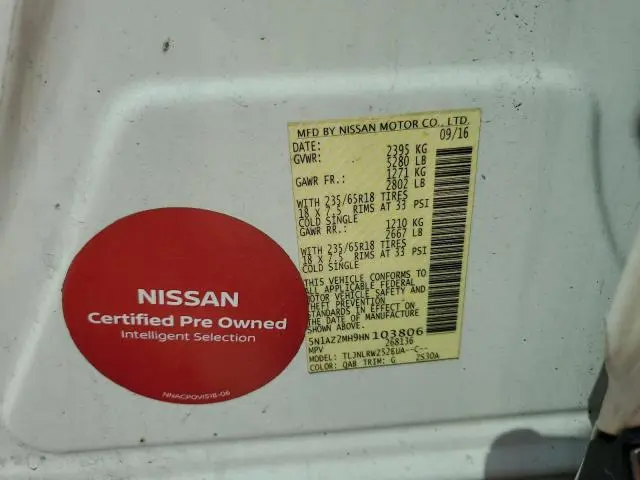 NISSAN
Certified Pre Owned
Intelligent Selection
NNACPOVIS18-06
MFD BY NISSAN MOTOR CO., LTD.
DATE: 09/16
GVWR: 2395 KG
5280 LB
GAWR FR.: 1271 KG
2802 LB
WITH 235/65R18 TIRES
18 X 7.5 RIMS AT 33 PSI
COLD SINGLE
GAWR RR.: 1210 KG
2667 LB
WITH 235/65R18 TIRES
18 X 7.5 RIMS AT 33 PSI
COLD SINGLE
THIS VEHICLE CONFORMS TO
ALL APPLICABLE FEDERAL
MOTOR VEHICLE SAFETY AND
THEFT PREVENTION
STANDARDS IN EFFECT ON
THE DATE OF MANUFACTURE
SHOWN ABOVE.
5N1AZ2MH9HN103806
MPV 268136
MODEL: TLJNLRW252EUA--C--
COLOR: QAB TRIM: G 2S30A